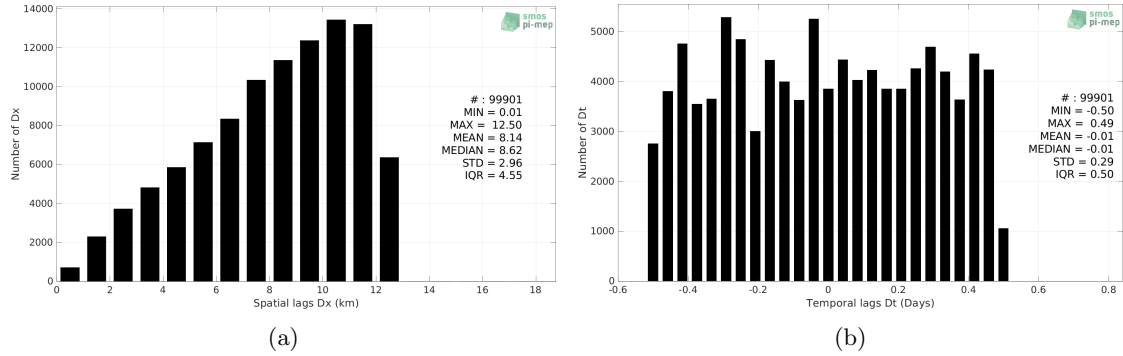 14000
12000
10000
8000
6000
4000
2000
0
Number of Dx
0 2 4 6 8 10 12 14 16 18
Spatial lags Dx (km)
smos
pi-mep
# : 99901
MIN = 0.01
MAX = 12.50
MEAN = 8.14
MEDIAN = 8.62
STD = 2.96
IQR = 4.55
(a)
5000
4000
3000
2000
1000
0
Number of Dt
-0.6 -0.4 -0.2 0 0.2 0.4 0.6 0.8
Temporal lags Dt (Days)
smos
pi-mep
# : 99901
MIN = -0.50
MAX = 0.49
MEAN = -0.01
MEDIAN = -0.01
STD = 0.29
IQR = 0.50
(b)